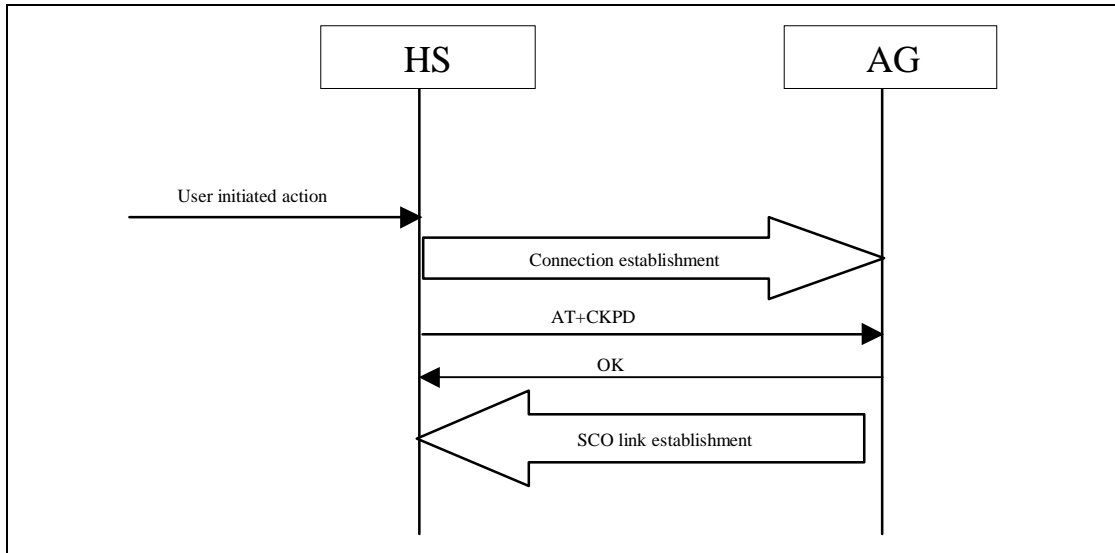 HS
AG
User initiated action
Connection establishment
AT+CKPD
OK
SCO link establishment